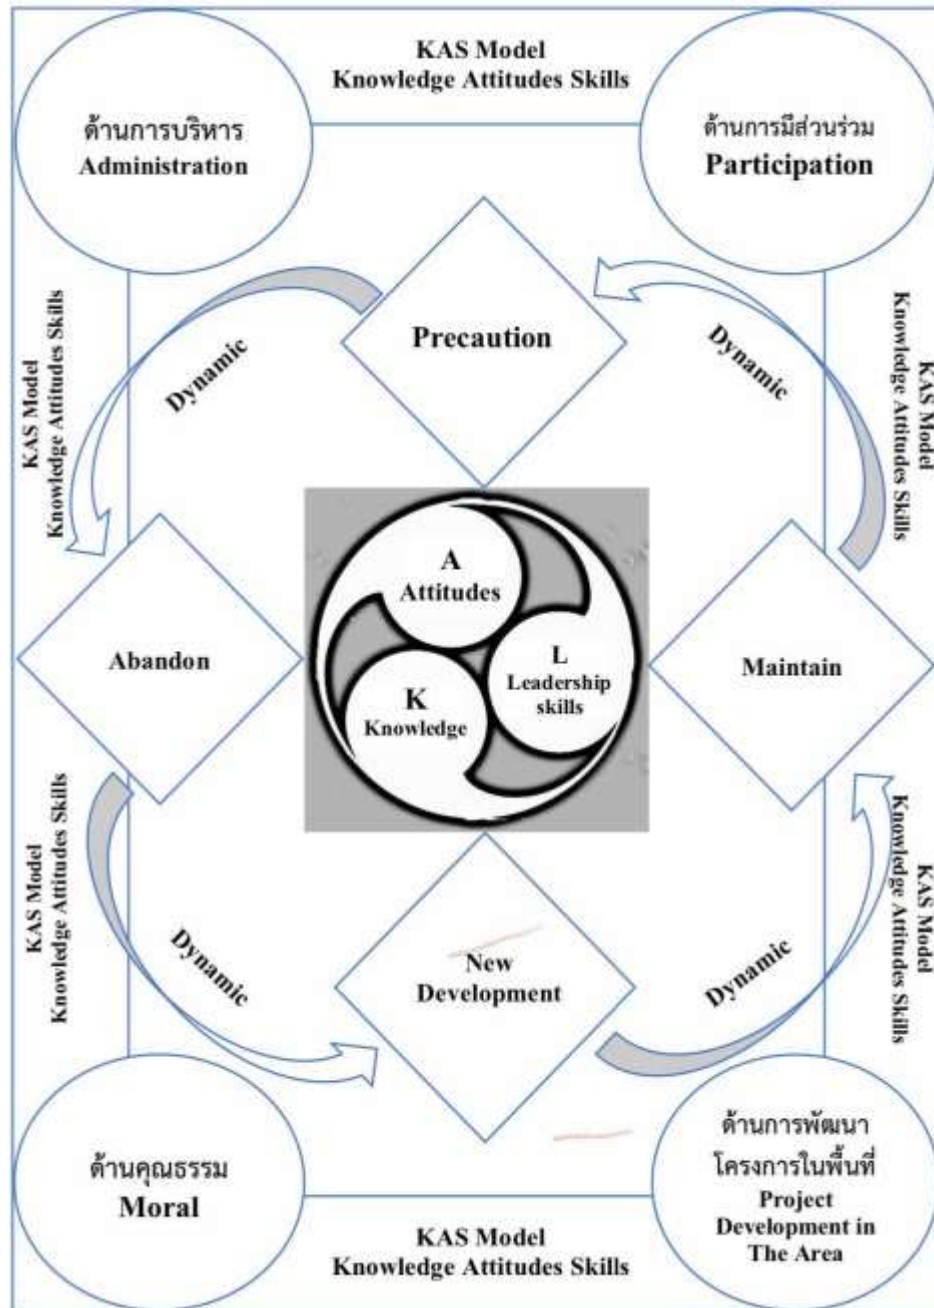 KAS Model
Knowledge Attitudes Skills
ด้านการบริหาร
Administration
ด้านการมีส่วนร่วม
Participation
Precaution
Dynamic
Dynamic
KAS Model
Knowledge Attitudes Skills
KAS Model
Knowledge Attitudes Skills
A
Attitudes
L
Leadership
skills
K
Knowledge
Abandon
Maintain
KAS Model
Knowledge Attitudes Skills
KAS Model
Knowledge Attitudes Skills
Dynamic
New
Development
Dynamic
ด้านคุณธรรม
Moral
ด้านการพัฒนา
โครงการในพื้นที่
Project
Development in
The Area
KAS Model
Knowledge Attitudes Skills